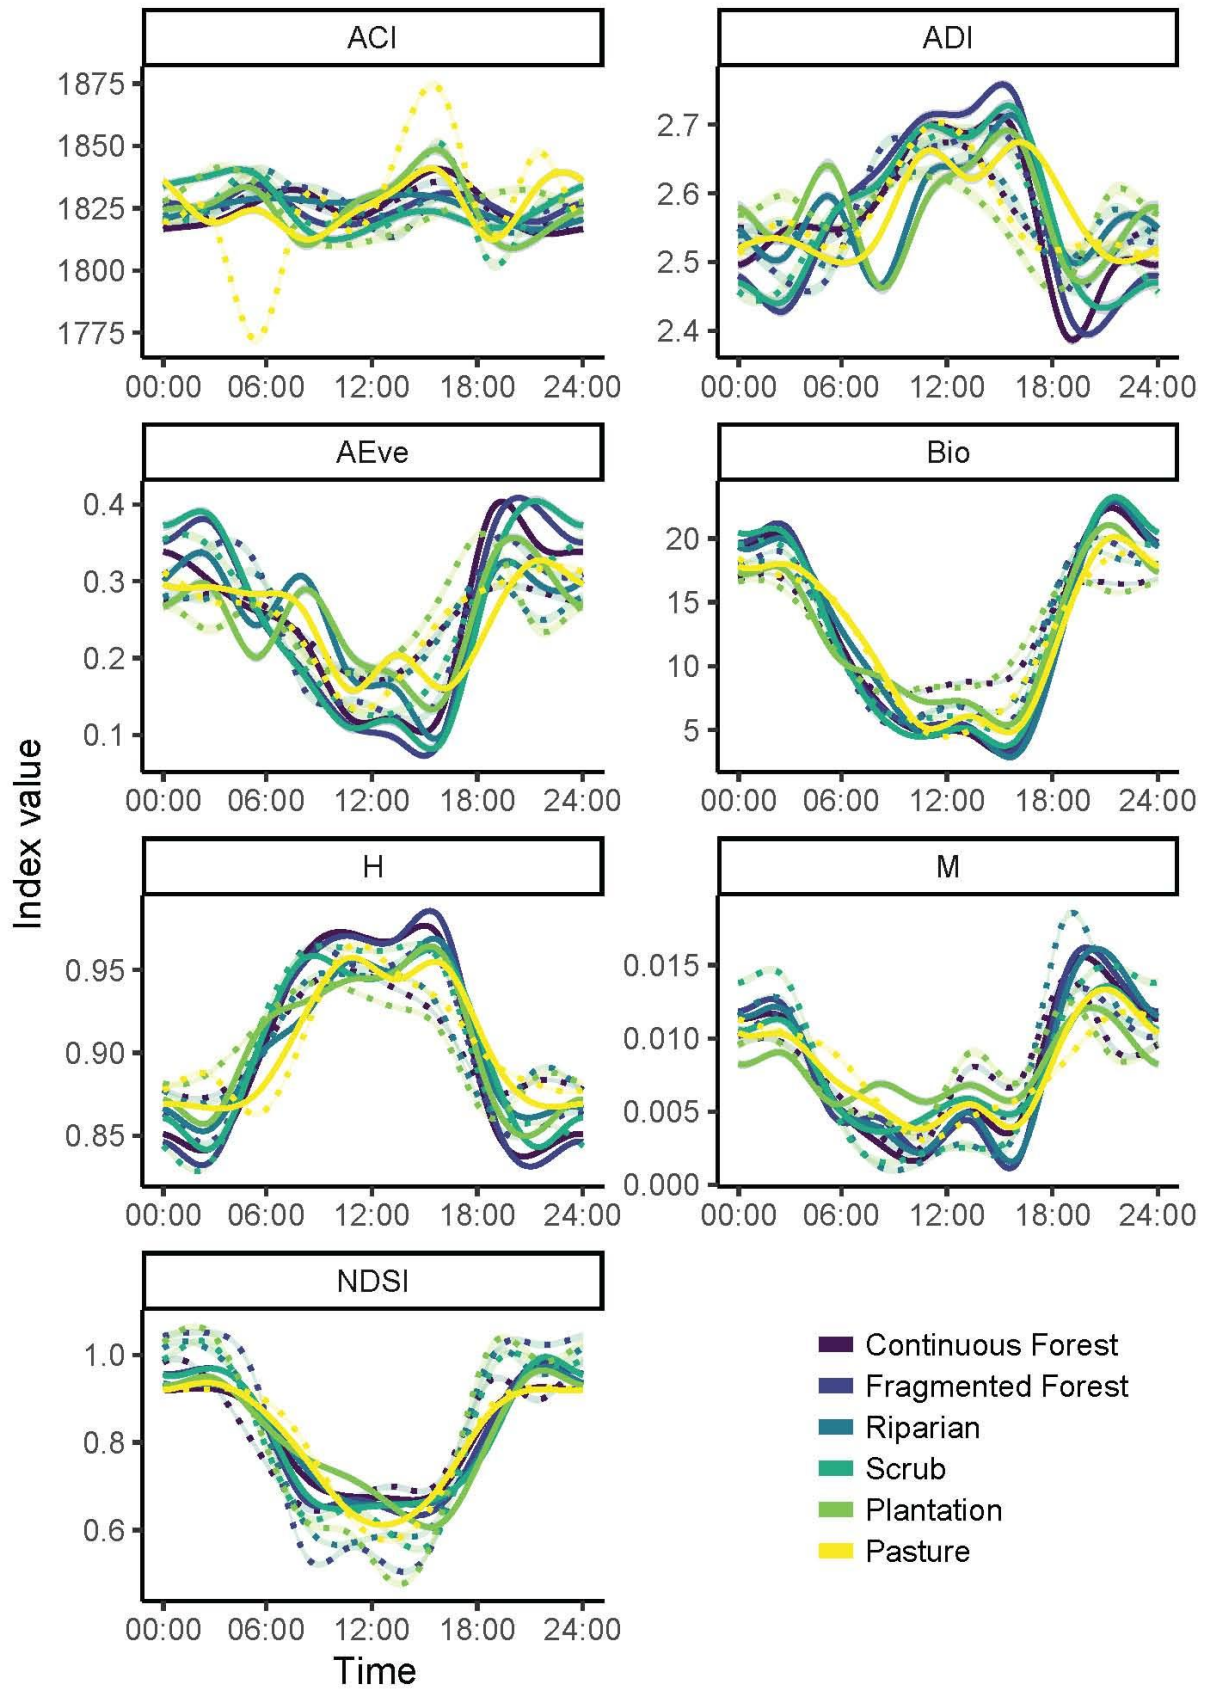 ACI
ADI
1875
1850
1825
1800
1775
2.7
2.6
2.5
2.4
00:00 06:00 12:00 18:00 24:00
00:00 06:00 12:00 18:00 24:00
AEve
Bio
0.4
0.3
0.2
0.1
20
15
10
5
00:00 06:00 12:00 18:00 24:00
00:00 06:00 12:00 18:00 24:00
Index value
H
M
0.95
0.90
0.85
0.015
0.010
0.005
0.000
00:00 06:00 12:00 18:00 24:00
00:00 06:00 12:00 18:00 24:00
NDSI
1.0
0.8
0.6
00:00 06:00 12:00 18:00 24:00
Time
Continuous Forest
Fragmented Forest
Riparian
Scrub
Plantation
Pasture